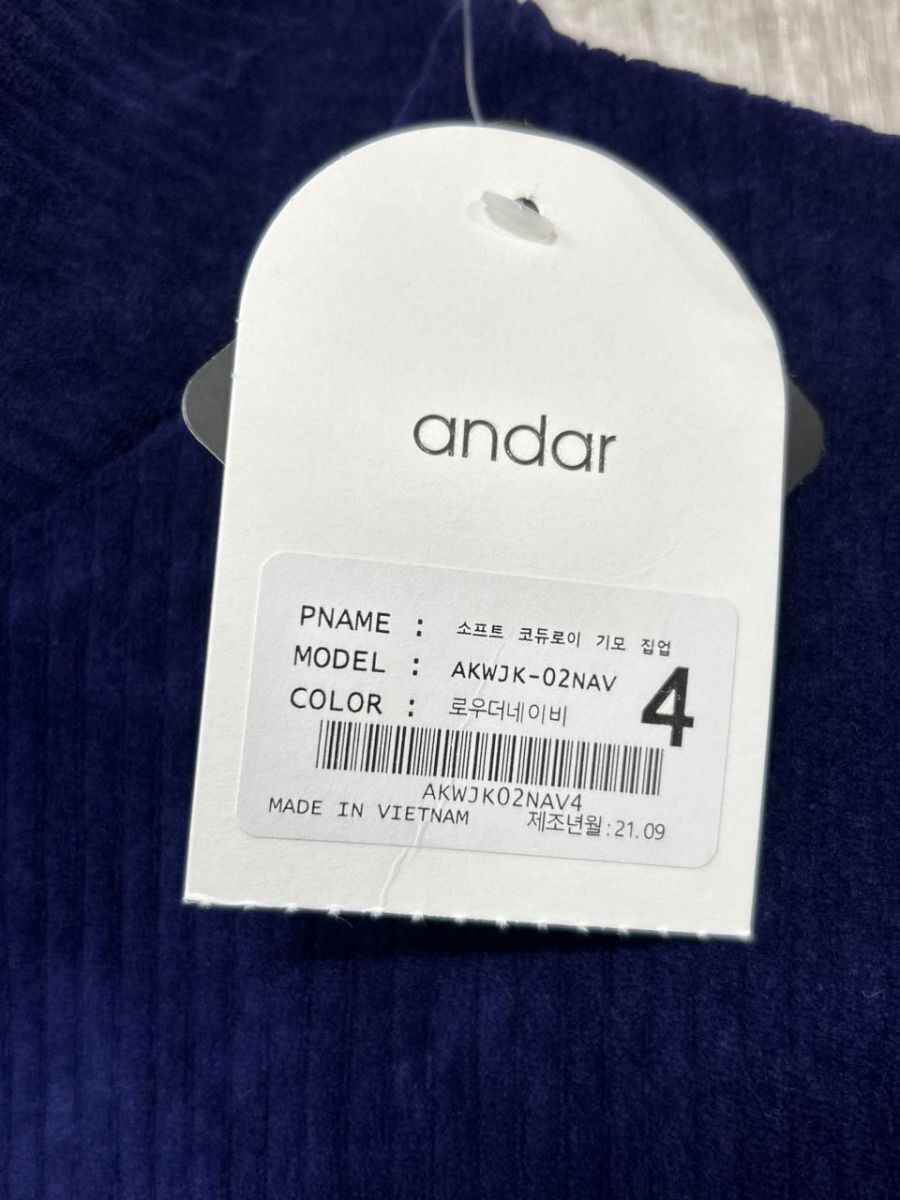 andar
PNAME : 소프트 코듀로이 기모 집업
MODEL : AKWJK-02NAV
4
COLOR : 로우더네이비
AKWJK02NAV4
MADE IN VIETNAM 제조년월:21.09